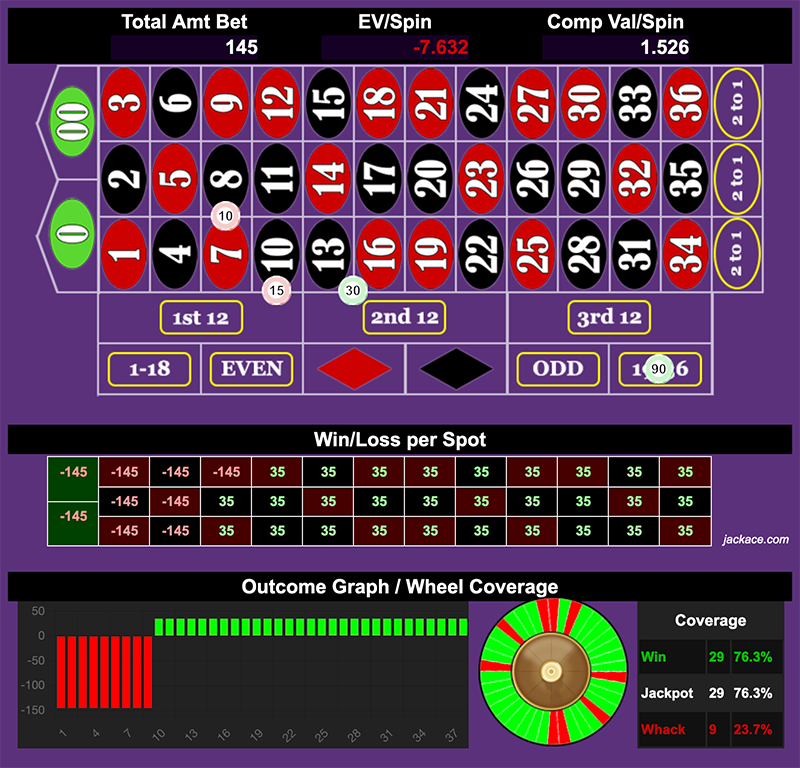 Total Amt Bet EV/Spin Comp Val/Spin
145 -7.632 1.526
00 3 6 9 12 15 18 21 24 27 30 33 36 2 to 1
2 5 8 11 14 17 20 23 26 29 32 35 2 to 1
10
0 1 4 7 10 13 16 19 22 25 28 31 34 2 to 1
15 30
1st 12 2nd 12 3rd 12
1-18 EVEN ODD 90
Win/Loss per Spot
-145 -145 -145 -145 35 35 35 35 35 35 35 35 35
-145 -145 35 35 35 35 35 35 35 35 35 35
-145 -145 -145 35 35 35 35 35 35 35 35 35 35
jackace.com
Outcome Graph / Wheel Coverage
50
0
-50
-100
-150
1 4 7 10 13 16 19 22 25 28 31 34 37
Coverage
Win 29 76.3%
Jackpot 29 76.3%
Whack 9 23.7%